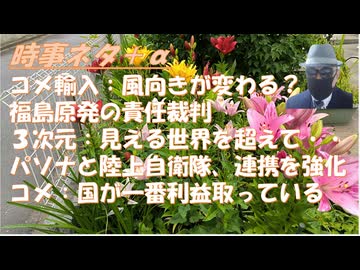 時事ネタ+α
コメ輸入：風向きが変わる？
福島原発の責任裁判
３次元：見える世界を超えて
パソナと陸上自衛隊、連携を強化
コメ：国が一番利益取っている